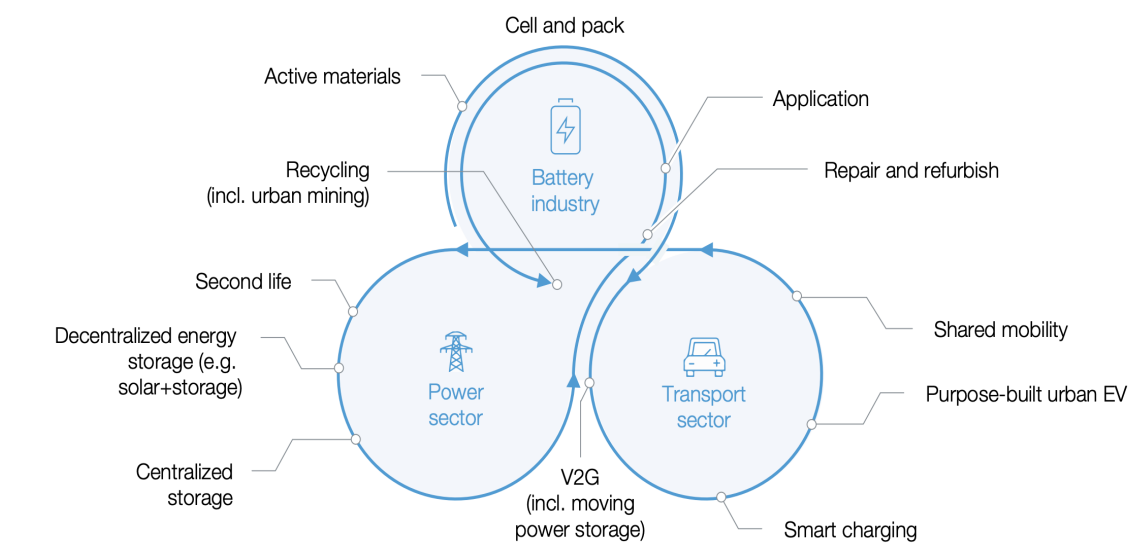 Cell and pack
Active materials
Application
Recycling
(incl. urban mining)
Battery
industry
Repair and refurbish
Second life
Decentralized energy
storage (e.g.
solar+storage)
Power
sector
Transport
sector
Shared mobility
Purpose-built urban EV
Centralized
storage
V2G
(incl. moving
power storage)
Smart charging